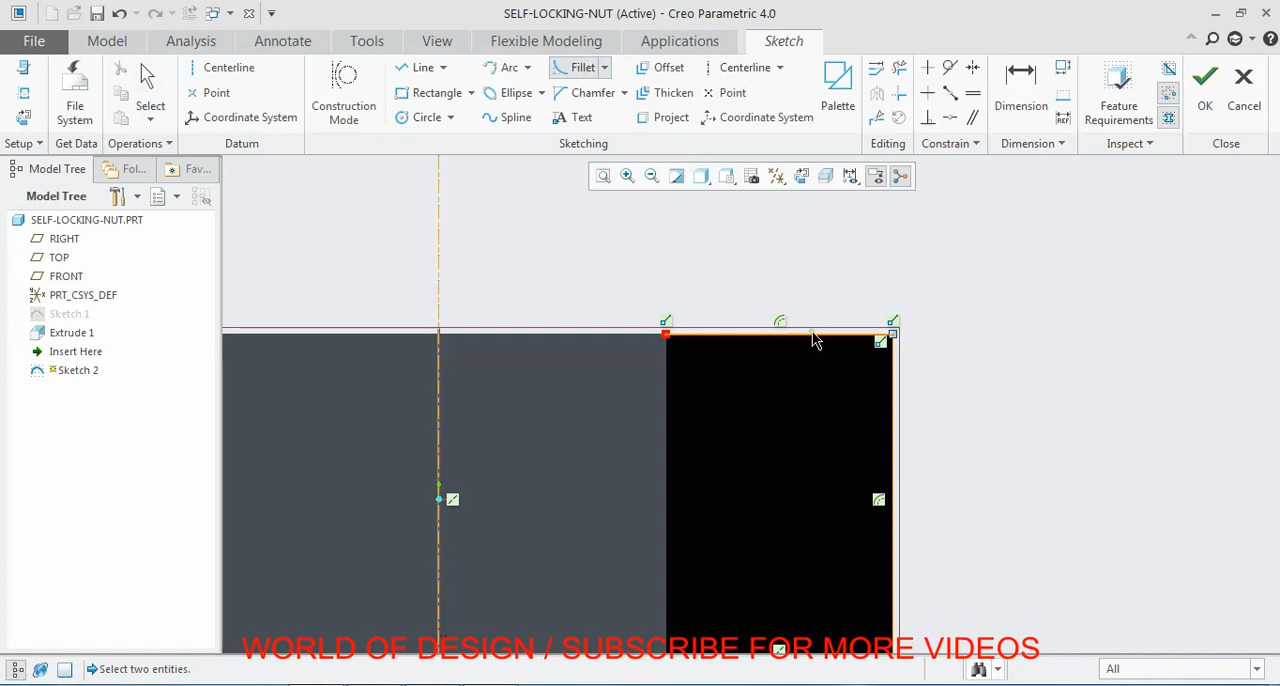 SELF-LOCKING-NUT (Active) - Creo Parametric 4.0
File Model Analysis Annotate Tools View Flexible Modeling Applications Sketch
Centerline Line Arc Fillet Offset Centerline
Point Rectangle Ellipse Chamfer Thicken Point
Coordinate System Circle Spline Text Project Coordinate System
File System Select Construction Mode Palette Dimension Feature Requirements OK Cancel
Setup Get Data Operations Datum Sketching Editing Constrain Dimension Inspect Close
Model Tree Fol... Fav...
Model Tree
SELF-LOCKING-NUT.PRT
RIGHT
TOP
FRONT
PRT_CSYS_DEF
Sketch 1
Extrude 1
Insert Here
Sketch 2
REF
WORLD OF DESIGN / SUBSCRIBE FOR MORE VIDEOS
Select two entities.
All